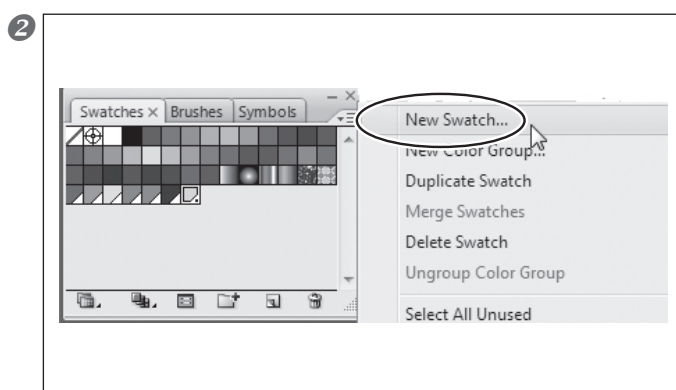 2
Swatches × Brushes Symbols
New Swatch...
New Color Group...
Duplicate Swatch
Merge Swatches
Delete Swatch
Ungroup Color Group
Select All Unused